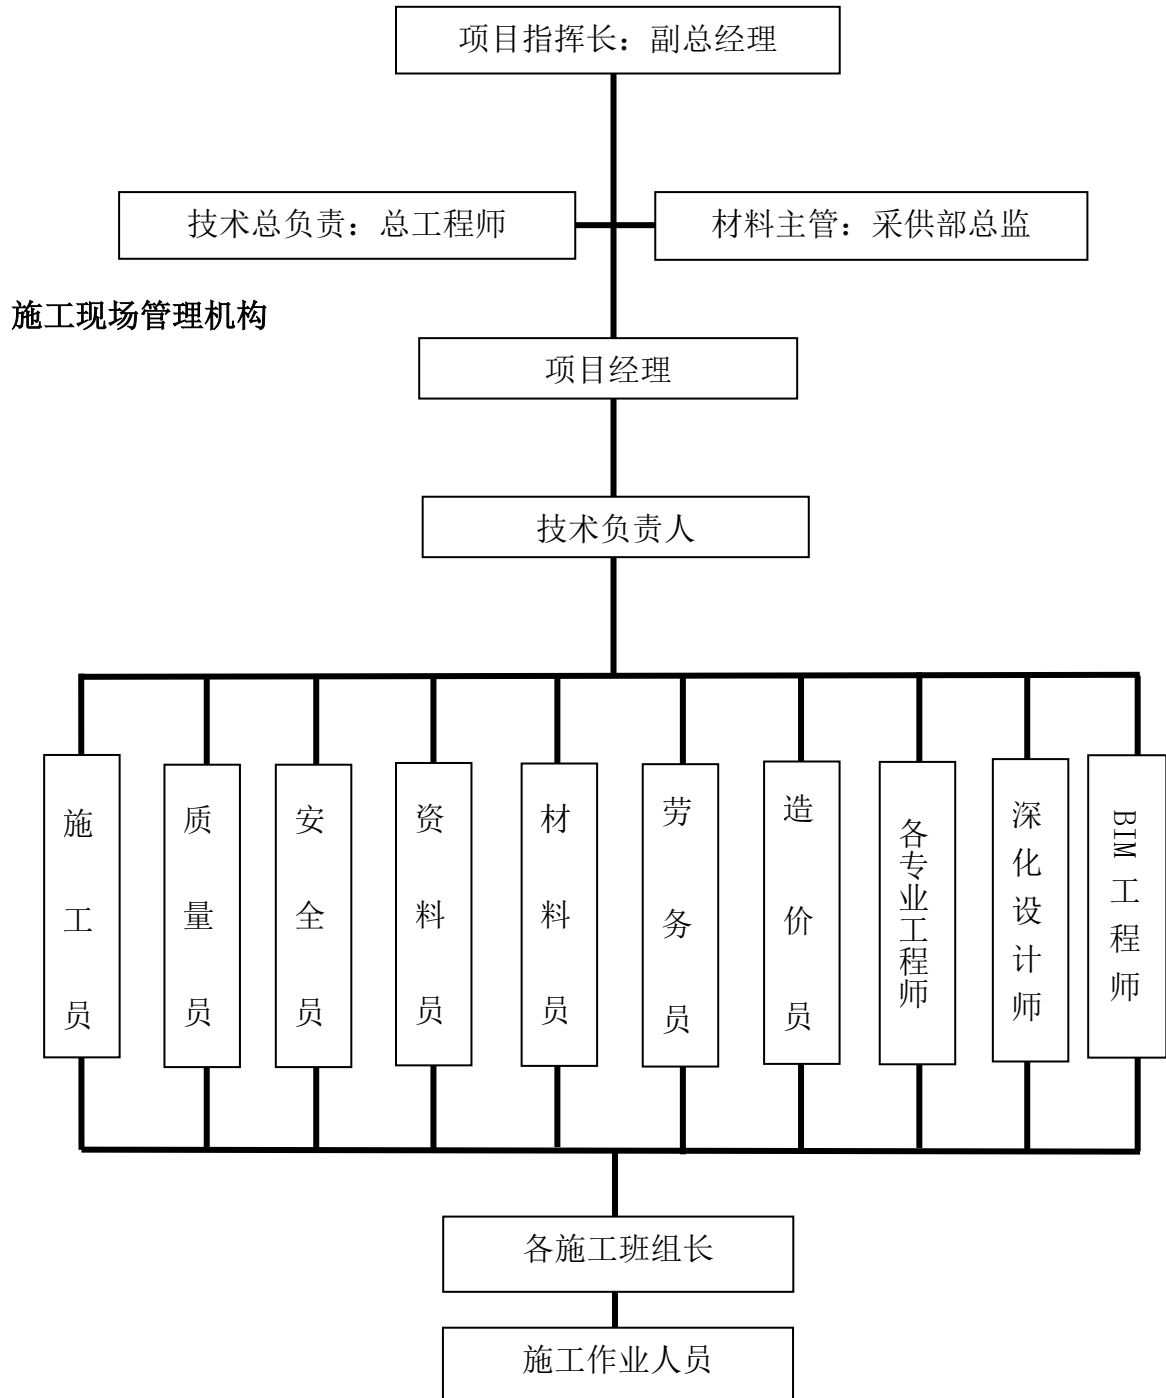 项目指挥长：副总经理
技术总负责：总工程师
材料主管：采供部总监
施工现场管理机构
项目经理
技术负责人
施工员
质量员
安全员
资料员
材料员
劳务员
造价员
各专业工程师
深化设计师
BIM 工程师
各施工班组长
施工作业人员